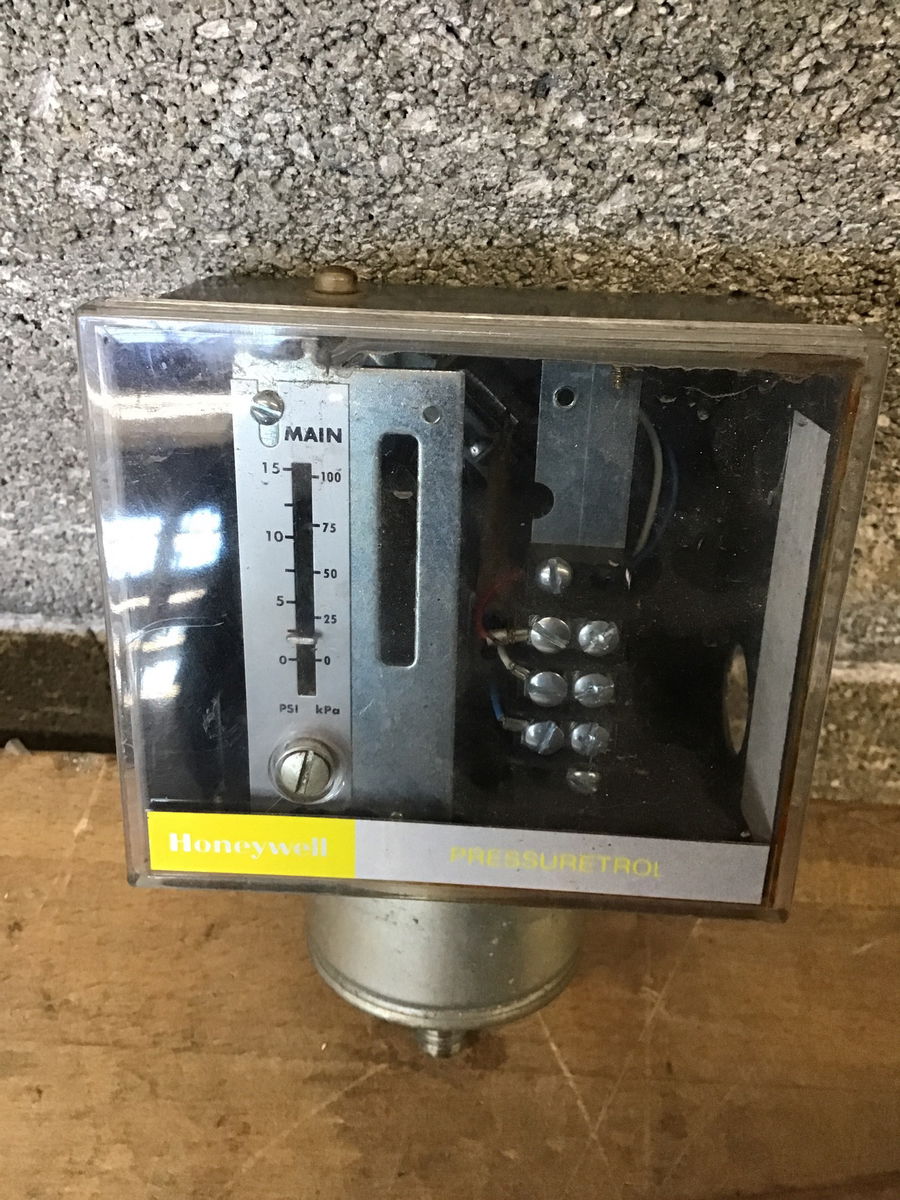 MAIN
15 100
75
10
50
5
25
0 0
PSI kPa
Honeywell PRESSURETROL